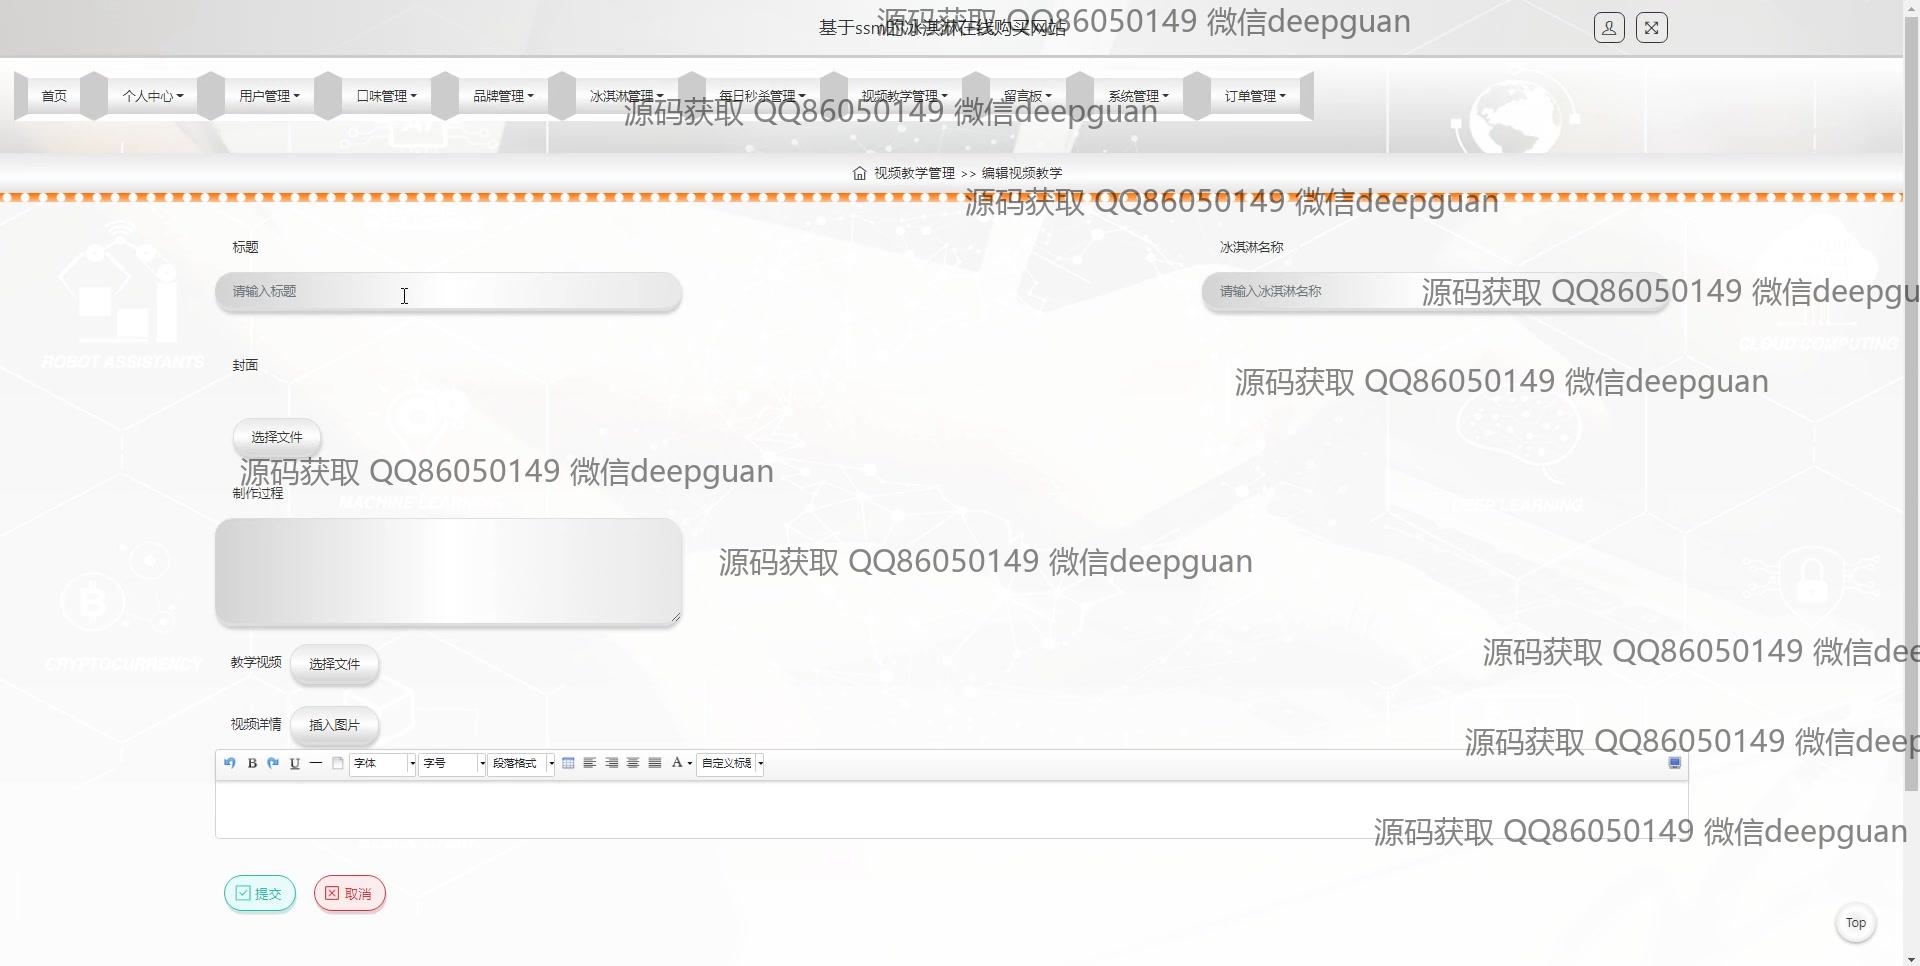 基于ssm的冰淇淋在线购买网站
源码获取 QQ86050149 微信deepguan
首页 个人中心 用户管理 口味管理 品牌管理 冰淇淋管理 每日秒杀管理 视频教学管理 留言板 系统管理 订单管理
源码获取 QQ86050149 微信deepguan
视频教学管理 >> 编辑视频教学
源码获取 QQ86050149 微信deepguan
标题 冰淇淋名称
请输入标题 请输入冰淇淋名称
源码获取 QQ86050149 微信deepgu
ROBOT ASSISTANTS
CLOUD COMPUTING
封面
源码获取 QQ86050149 微信deepguan
选择文件
源码获取 QQ86050149 微信deepguan
制作过程
MACHINE LEARNING
DEEP LEARNING
源码获取 QQ86050149 微信deepguan
源码获取 QQ86050149 微信dee
CRYPTOCURRENCY
教学视频 选择文件
视频详情 插入图片
源码获取 QQ86050149 微信deep
B U 字体 字号 段落格式 A 自定义标题
源码获取 QQ86050149 微信deepguan
提交 取消
Top